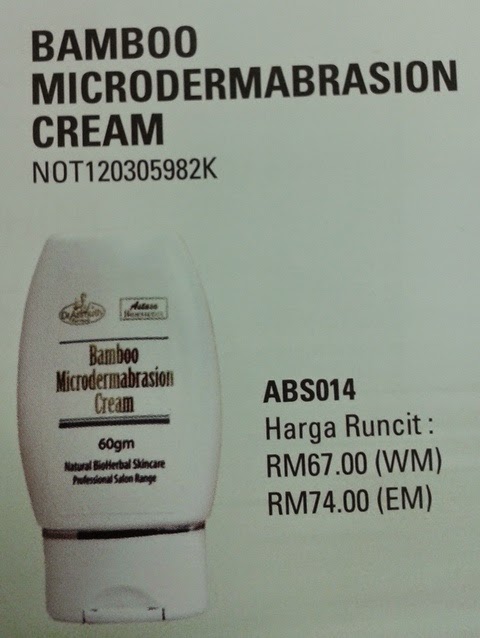 BAMBOO
MICRODERMABRASION
CREAM
NOT120305982K
Bamboo
Microdermabrasion
Cream
60gm
Natural BioHerbal Skincare
Professional Salon Range
ABS014
Harga Runcit :
RM67.00 (WM)
RM74.00 (EM)